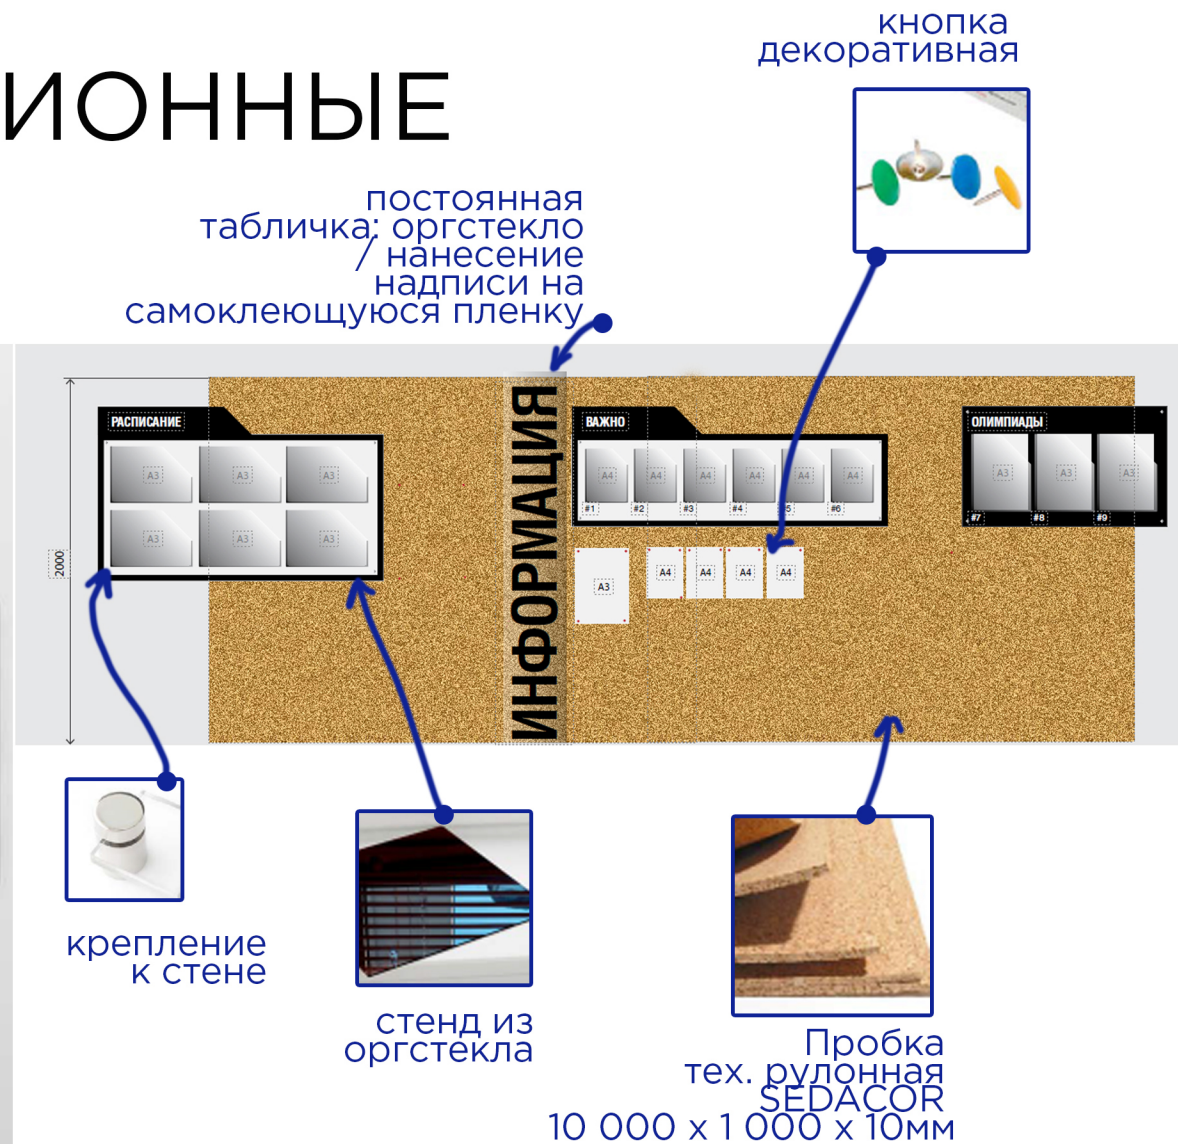 кнопка
декоративная
ИОННЫЕ
постоянная
табличка: оргстекло
/ нанесение
надписи на
самоклеющуюся пленку
РАСПИСАНИЕ
A3 A3 A3
A3 A3 A3
2000
ИНФОРМАЦИЯ
ВАЖНО
A4 A4 A4 A4 A4 A4
#1 #2 #3 #4 #5 #6
A3 A4 A4 A4 A4
ОЛИМПИАДЫ
A3 A3 A3
#7 #8 #9
крепление
к стене
стенд из
оргстекла
Пробка
тех. рулонная
SEDACOR
10 000 x 1 000 x 10мм